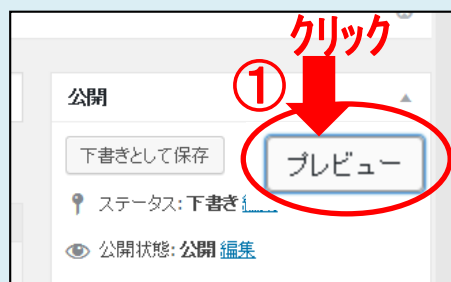 クリック
①
公開
下書きとして保存
プレビュー
ステータス: 下書き
公開状態: 公開 編集